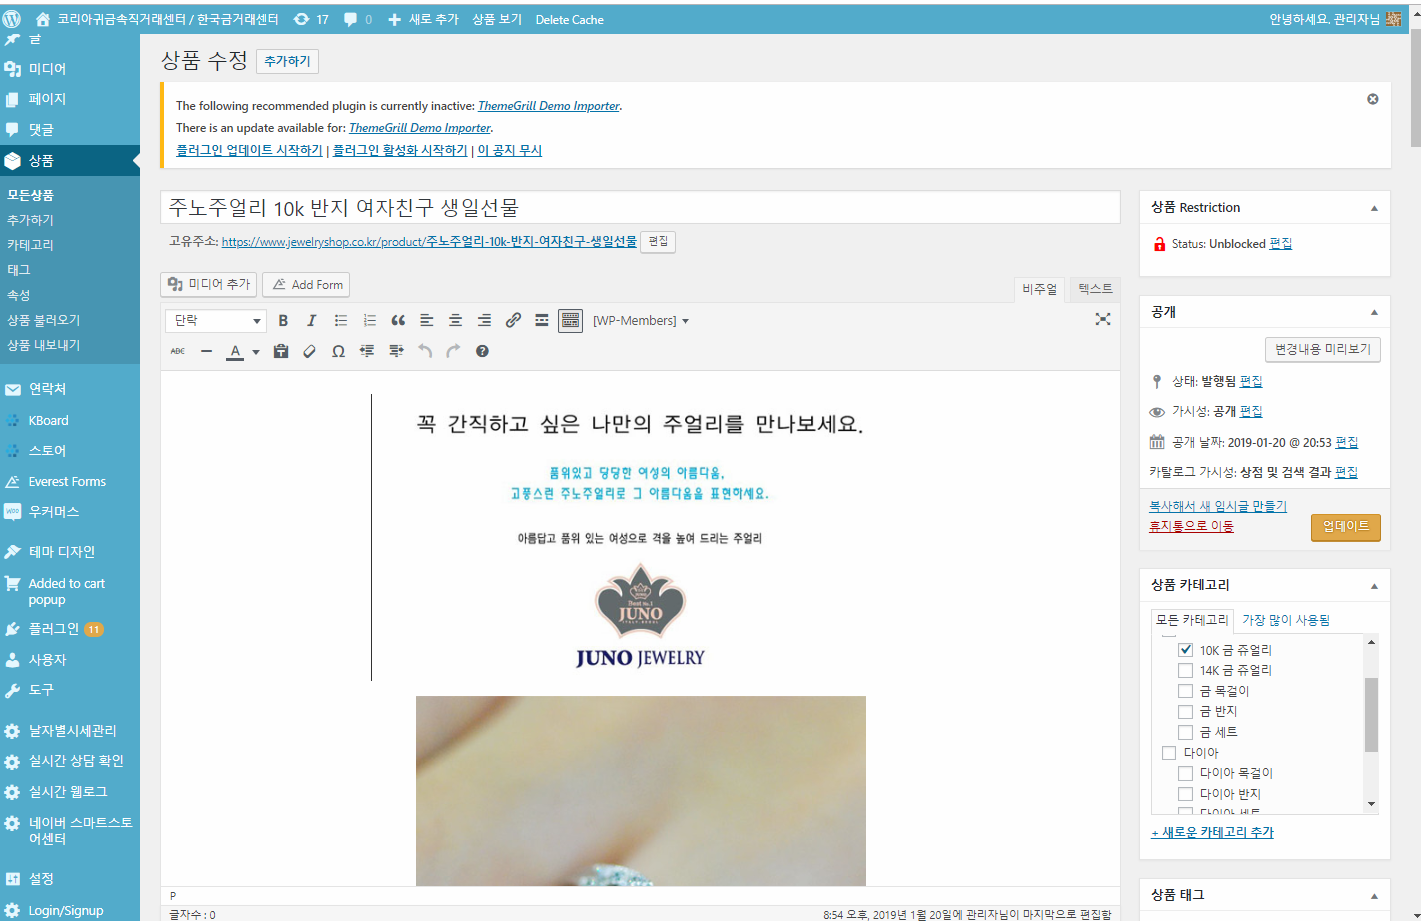 코리아귀금속직거래센터 / 한국금거래센터 17 0 새로 추가 상품 보기 Delete Cache 안녕하세요. 관리자님
글
미디어
페이지
댓글
상품
모든상품
추가하기
카테고리
태그
속성
상품 불러오기
상품 내보내기
연락처
KBoard
스토어
Everest Forms
우커머스
테마 디자인
Added to cart
popup
플러그인 11
사용자
도구
날자별시세관리
실시간 상담 확인
실시간 웹로그
네이버 스마트스토
어센터
설정
Login/Signup
상품 수정 추가하기
The following recommended plugin is currently inactive: ThemeGrill Demo Importer.
There is an update available for: ThemeGrill Demo Importer.
플러그인 업데이트 시작하기 | 플러그인 활성화 시작하기 | 이 공지 무시
주노주얼리 10k 반지 여자친구 생일선물
고유주소: https://www.jewelryshop.co.kr/product/주노주얼리-10k-반지-여자친구-생일선물 편집
미디어 추가 Add Form 비주얼 텍스트
단락 B I [WP-Members]
ABC A Ω
꼭 간직하고 싶은 나만의 주얼리를 만나보세요.
품위있고 당당한 여성의 아름다움,
고풍스런 주노주얼리로 그 아름다움을 표현하세요.
아름답고 품위 있는 여성으로 격을 높여 드리는 주얼리
Best no.1
JUNO
JUNO JEWELRY
P
글자수 : 0 8:54 오후, 2019년 1월 20일에 관리자님이 마지막으로 편집함
상품 Restriction
Status: Unblocked 편집
공개
변경내용 미리보기
상태: 발행됨 편집
가시성: 공개 편집
공개 날짜: 2019-01-20 @ 20:53 편집
카탈로그 가시성: 상점 및 검색 결과 편집
복사해서 새 임시글 만들기
휴지통으로 이동 업데이트
상품 카테고리
모든 카테고리 가장 많이 사용됨
10K 금 쥬얼리
14K 금 쥬얼리
금 목걸이
금 반지
금 세트
다이아
다이아 목걸이
다이아 반지
다이아 세트
+ 새로운 카테고리 추가
상품 태그